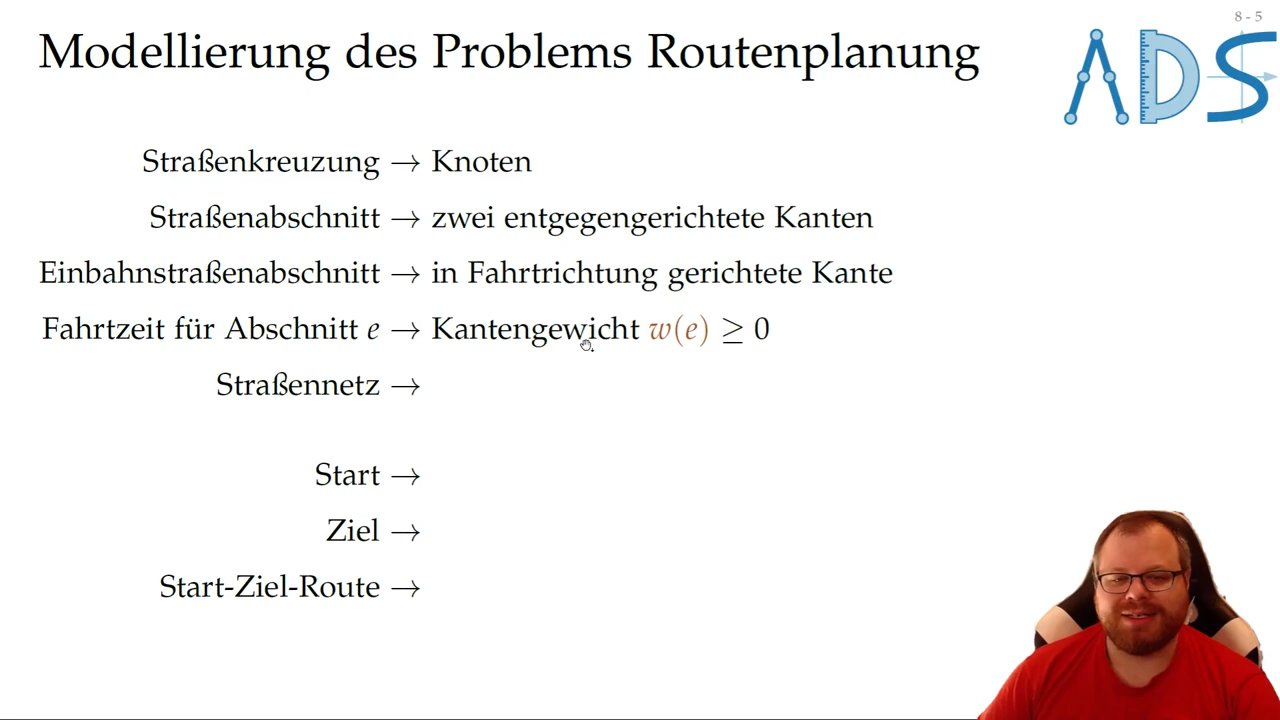 8 - 5
Modellierung des Problems Routenplanung
ADS
Straßenkreuzung → Knoten
Straßenabschnitt → zwei entgegengerichtete Kanten
Einbahnstraßenabschnitt → in Fahrtrichtung gerichtete Kante
Fahrtzeit für Abschnitt e → Kantengewicht w(e) ≥ 0
Straßennetz →
Start →
Ziel →
Start-Ziel-Route →